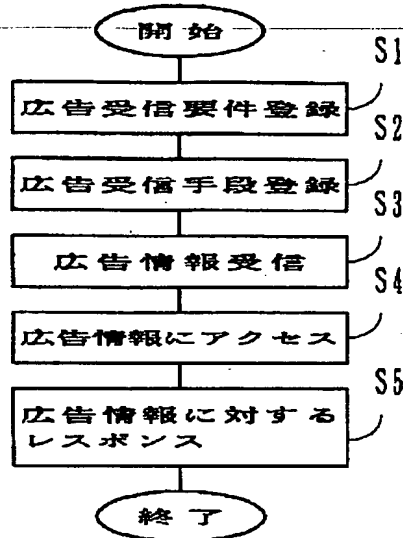 開始
S1
広告受信要件登録
S2
広告受信手段登録
S3
広告情報受信
S4
広告情報にアクセス
S5
広告情報に対する
レスポンス
終了